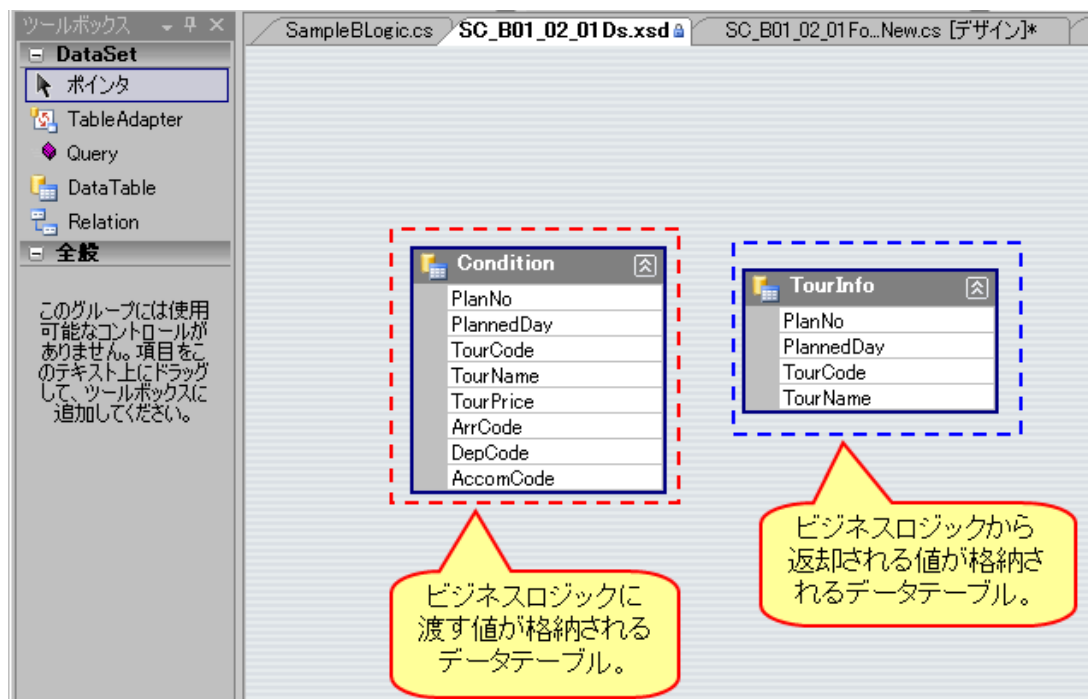 ツールボックス
SampleBLogic.cs
SC_B01_02_01Ds.xsd
SC_B01_02_01Fo...New.cs [デザイン]*
DataSet
ポインタ
TableAdapter
Query
DataTable
Relation
全般
このグループには使用
可能なコントロールが
ありません。項目をこ
のテキスト上にドラッグ
して、ツールボックスに
追加してください。
Condition
PlanNo
PlannedDay
TourCode
TourName
TourPrice
ArrCode
DepCode
AccomCode
TourInfo
PlanNo
PlannedDay
TourCode
TourName
ビジネスロジックに
渡す値が格納される
データテーブル。
ビジネスロジックから
返却される値が格納さ
れるデータテーブル。